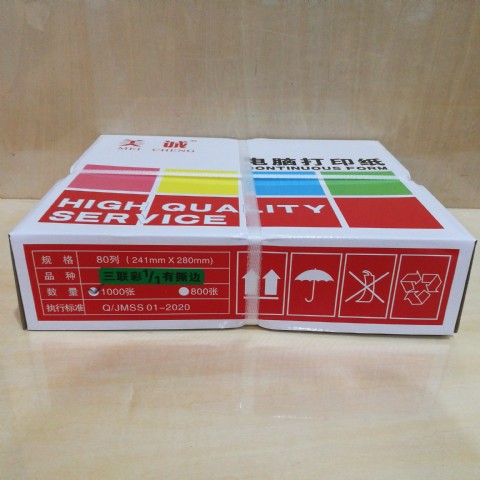 美 诚®
MEI CHENG
电脑打印纸
CONTINUOUS FORM
HIGH QUALITY
SERVICE
规格 80列 (241mm X 280mm)
品种 三联彩1/1有撕边
数量 1000张 800张
执行标准 Q/JMSS 01-2020